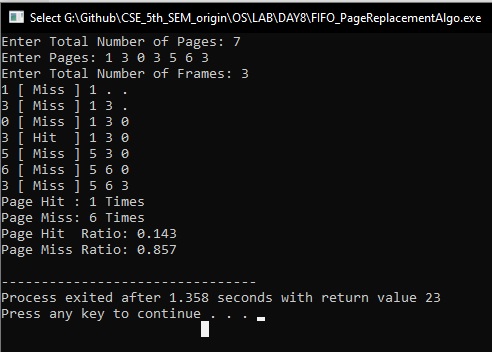 Select G:\Github\CSE_5th_SEM_origin\OS\LAB\DAY8\FIFO_PageReplacementAlgo.exe
Enter Total Number of Pages: 7
Enter Pages: 1 3 0 3 5 6 3
Enter Total Number of Frames: 3
1 [ Miss ] 1 . .
3 [ Miss ] 1 3 .
0 [ Miss ] 1 3 0
3 [ Hit  ] 1 3 0
5 [ Miss ] 5 3 0
6 [ Miss ] 5 6 0
3 [ Miss ] 5 6 3
Page Hit : 1 Times
Page Miss: 6 Times
Page Hit  Ratio: 0.143
Page Miss Ratio: 0.857
--------------------------------
Process exited after 1.358 seconds with return value 23
Press any key to continue . . .